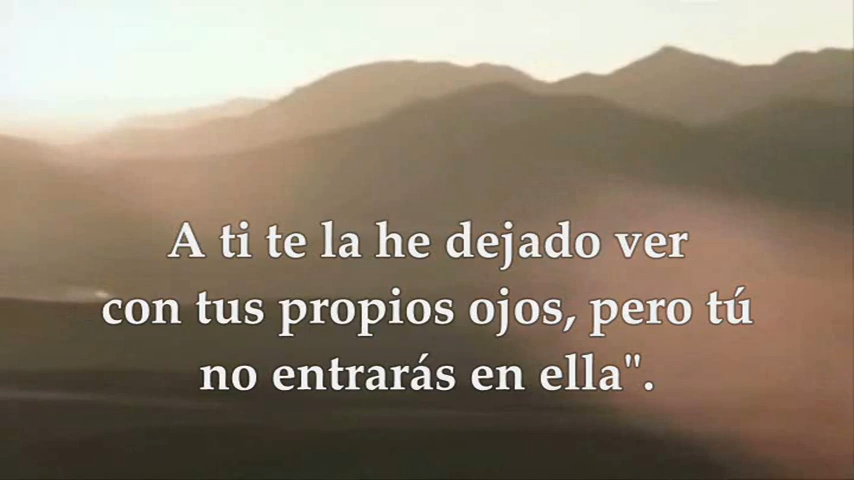 A ti te la he dejado ver
con tus propios ojos, pero tú
no entrarás en ella".